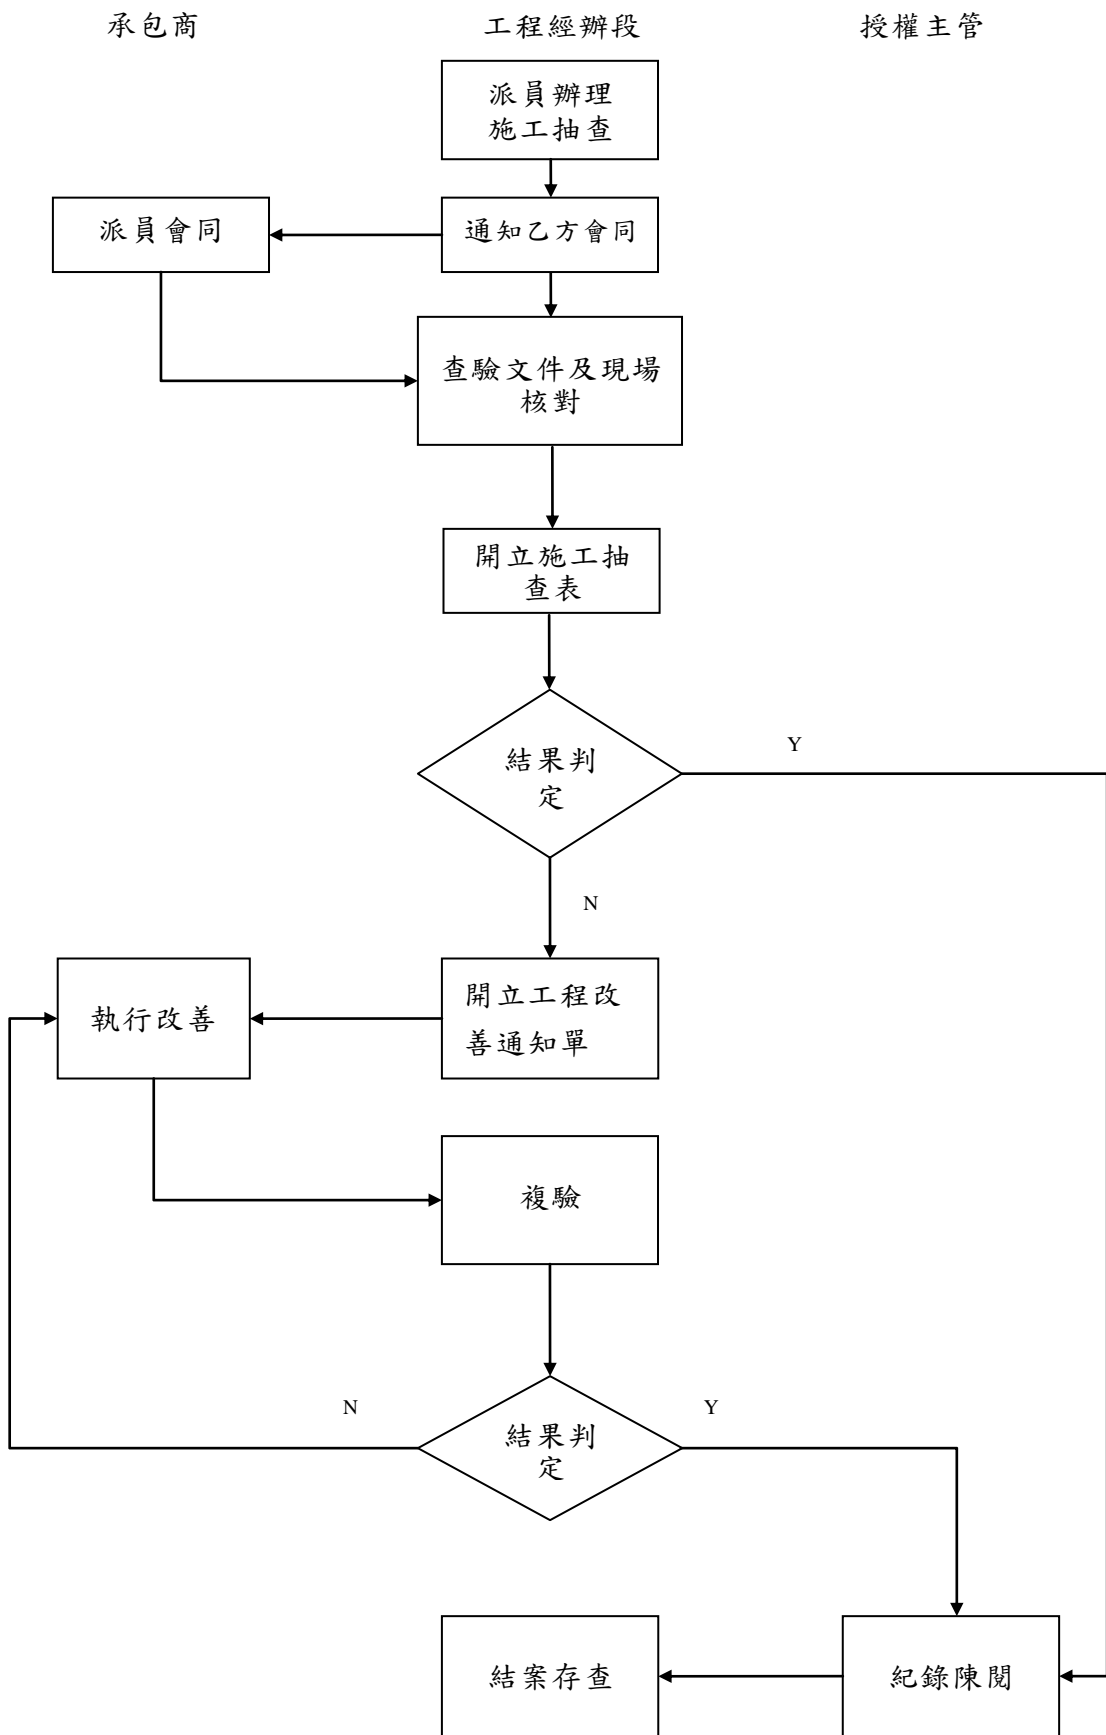 承包商
工程經辦段
授權主管
派員辦理
施工抽查
派員會同
通知乙方會同
查驗文件及現場
核對
開立施工抽
查表
結果判
定
Y
N
執行改善
開立工程改
善通知單
複驗
N
結果判
定
Y
結案存查
紀錄陳閱